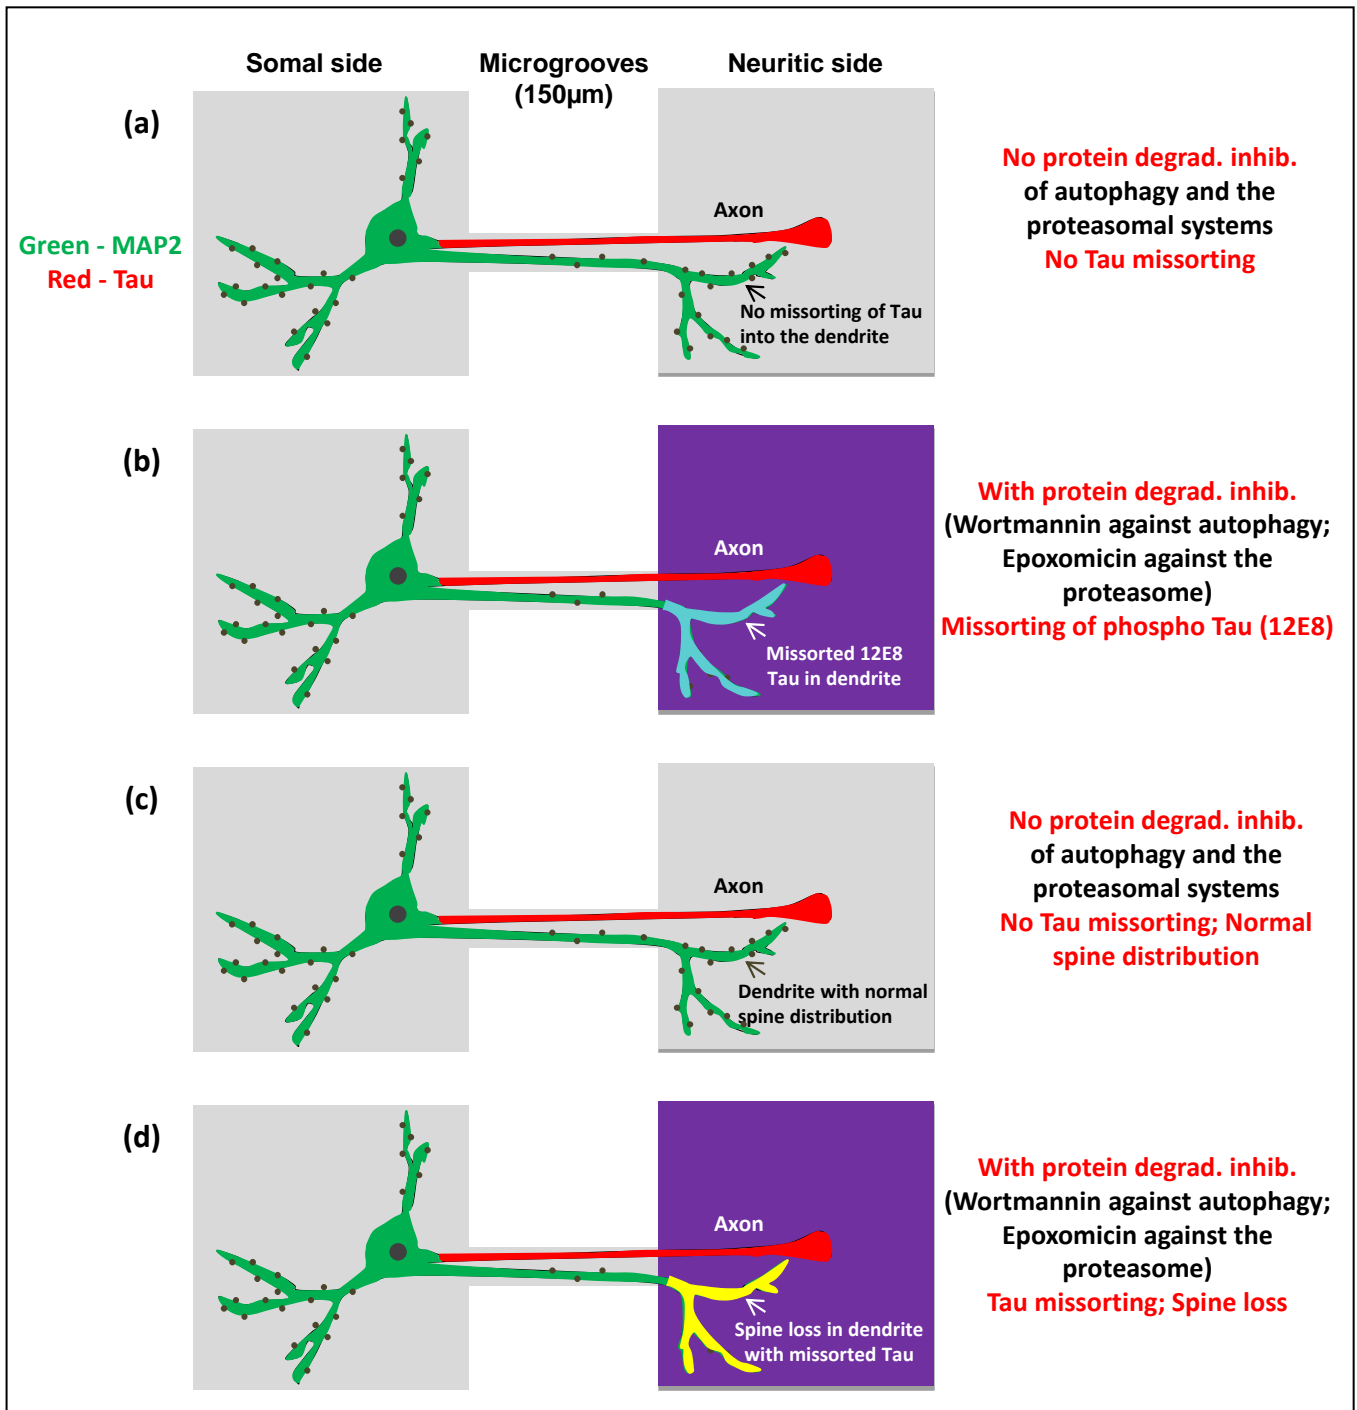 Somal side
Microgrooves
(150µm)
Neuritic side
(a)
Green - MAP2
Red - Tau
Axon
No missorting of Tau
into the dendrite
No protein degrad. inhib.
of autophagy and the
proteasomal systems
No Tau missorting
(b)
Axon
Missorted 12E8
Tau in dendrite
With protein degrad. inhib.
(Wortmannin against autophagy;
Epoxomicin against the
proteasome)
Missorting of phospho Tau (12E8)
(c)
Axon
Dendrite with normal
spine distribution
No protein degrad. inhib.
of autophagy and the
proteasomal systems
No Tau missorting; Normal
spine distribution
(d)
Axon
Spine loss in dendrite
with missorted Tau
With protein degrad. inhib.
(Wortmannin against autophagy;
Epoxomicin against the
proteasome)
Tau missorting; Spine loss